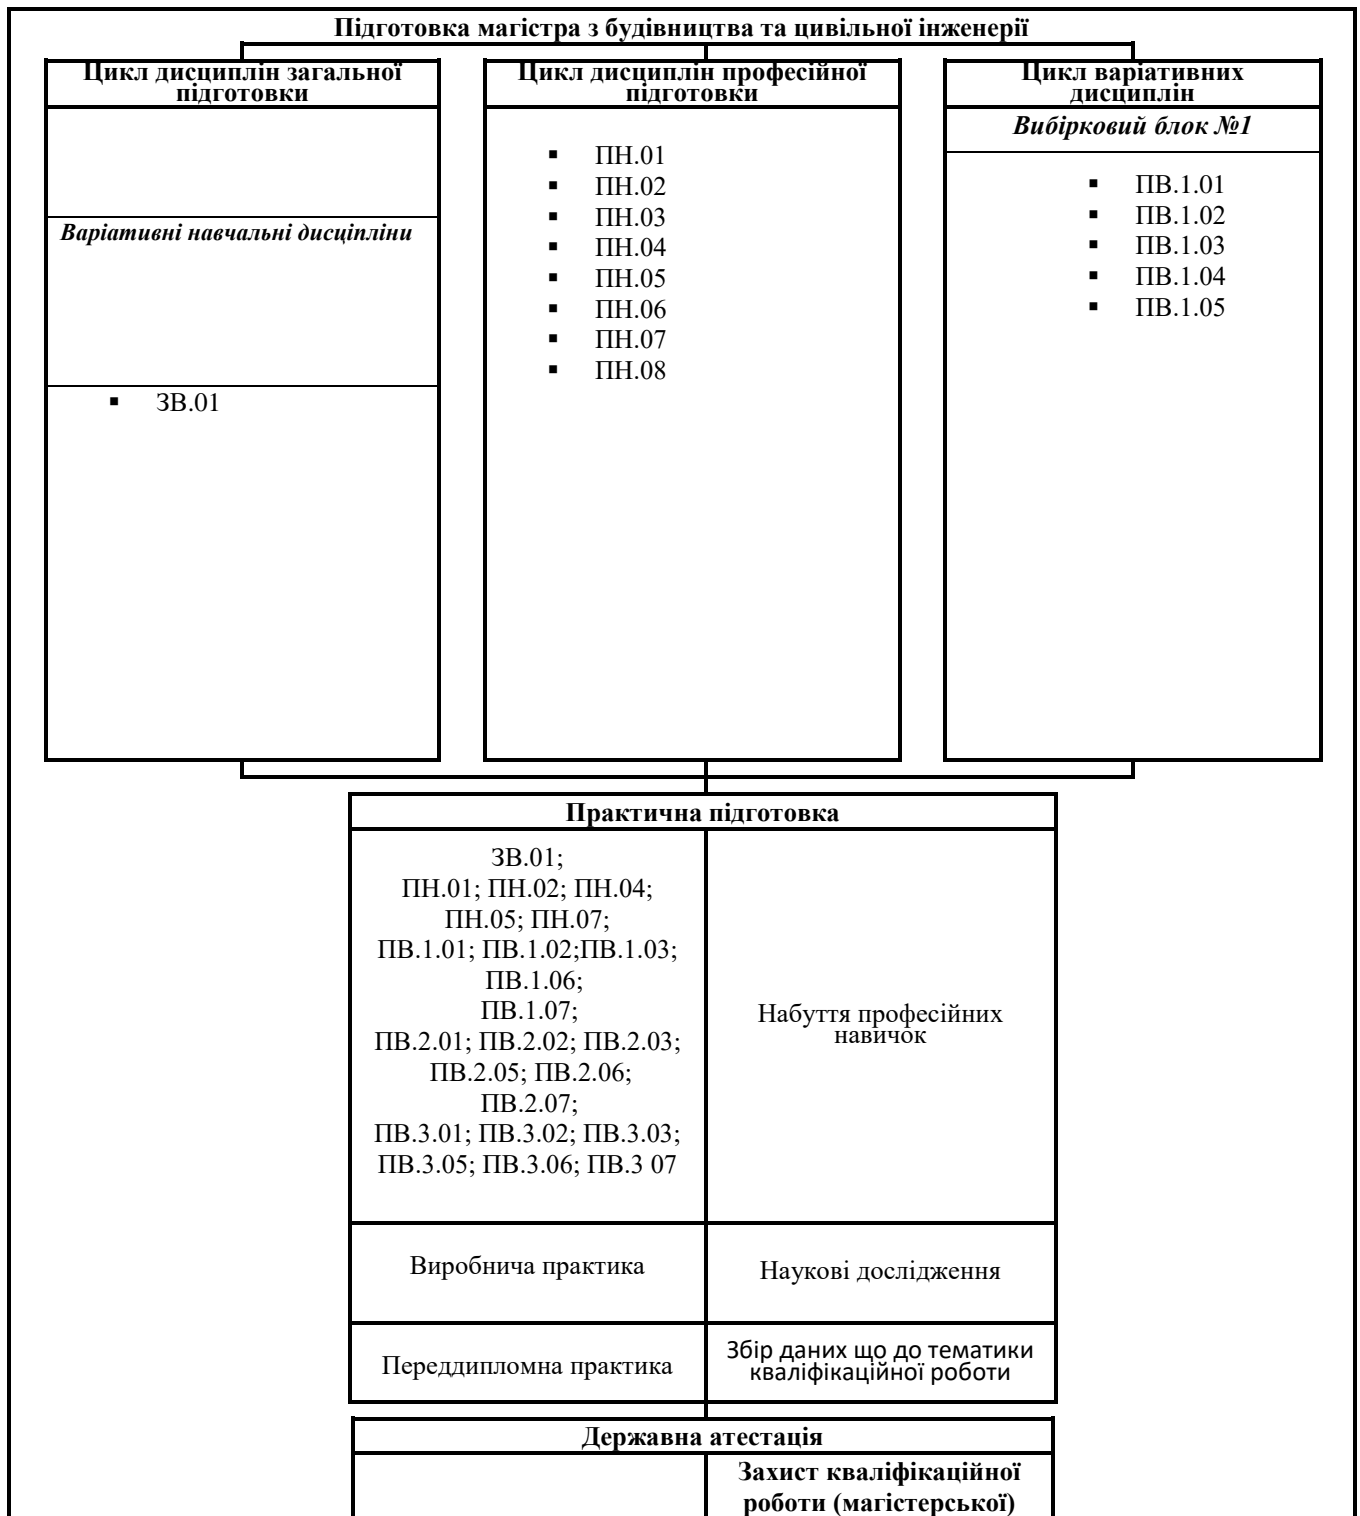 Підготовка магістра з будівництва та цивільної інженерії
Цикл дисциплін загальної
підготовки
Варіативні навчальні дисціпліни
ЗВ.01
Цикл дисциплін професійної
підготовки
ПН.01
ПН.02
ПН.03
ПН.04
ПН.05
ПН.06
ПН.07
ПН.08
Цикл варіативних
дисциплін
Вибірковий блок №1
ПВ.1.01
ПВ.1.02
ПВ.1.03
ПВ.1.04
ПВ.1.05
Практична підготовка
ЗВ.01;
ПН.01; ПН.02; ПН.04;
ПН.05; ПН.07;
ПВ.1.01; ПВ.1.02;ПВ.1.03;
ПВ.1.06;
ПВ.1.07;
ПВ.2.01; ПВ.2.02; ПВ.2.03;
ПВ.2.05; ПВ.2.06;
ПВ.2.07;
ПВ.3.01; ПВ.3.02; ПВ.3.03;
ПВ.3.05; ПВ.3.06; ПВ.3 07
Набуття професійних
навичок
Виробнича практика
Наукові дослідження
Переддипломна практика
Збір даних що до тематики
кваліфікаційної роботи
Державна атестація
Захист кваліфікаційної
роботи (магістерської)